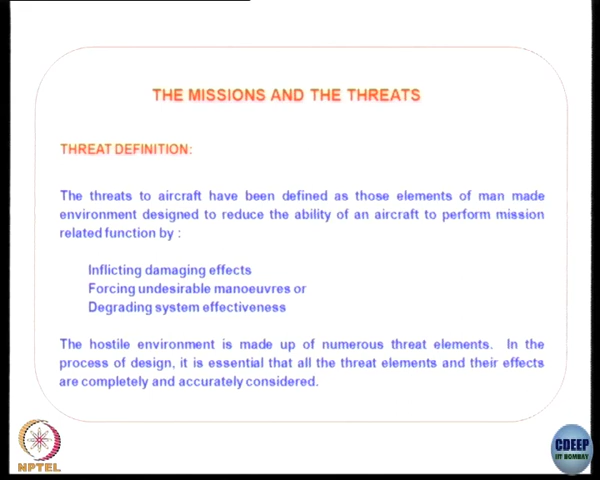 THE MISSIONS AND THE THREATS
THREAT DEFINITION:
The threats to aircraft have been defined as those elements of man made
environment designed to reduce the ability of an aircraft to perform mission
related function by :
Inflicting damaging effects
Forcing undesirable manoeuvres or
Degrading system effectiveness
The hostile environment is made up of numerous threat elements. In the
process of design, it is essential that all the threat elements and their effects
are completely and accurately considered.
NPTEL
CDEEP
IIT BOMBAY